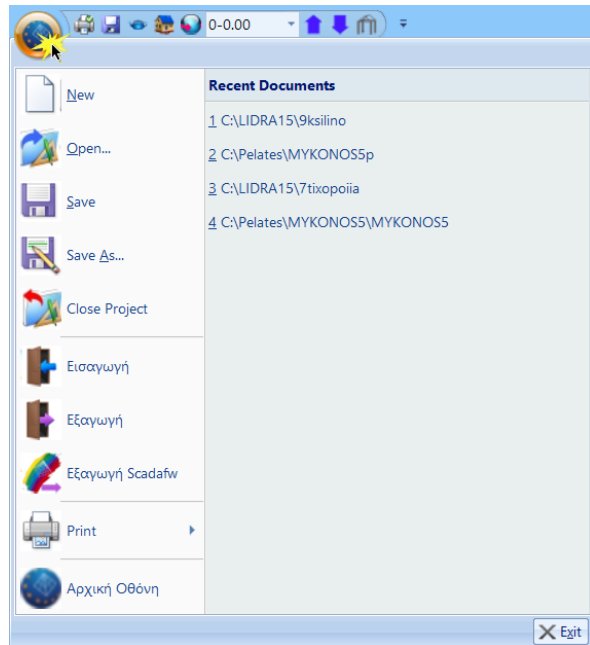 0-0.00
New
Open...
Save
Save As...
Close Project
Εισαγωγή
Εξαγωγή
Εξαγωγή Scadafw
Print
Αρχική Οθόνη
Recent Documents
1 C:\LIDRA15\9ksilino
2 C:\Pelates\MYKONOS5p
3 C:\LIDRA15\7tixopoiia
4 C:\Pelates\MYKONOS5\MYKONOS5
Exit